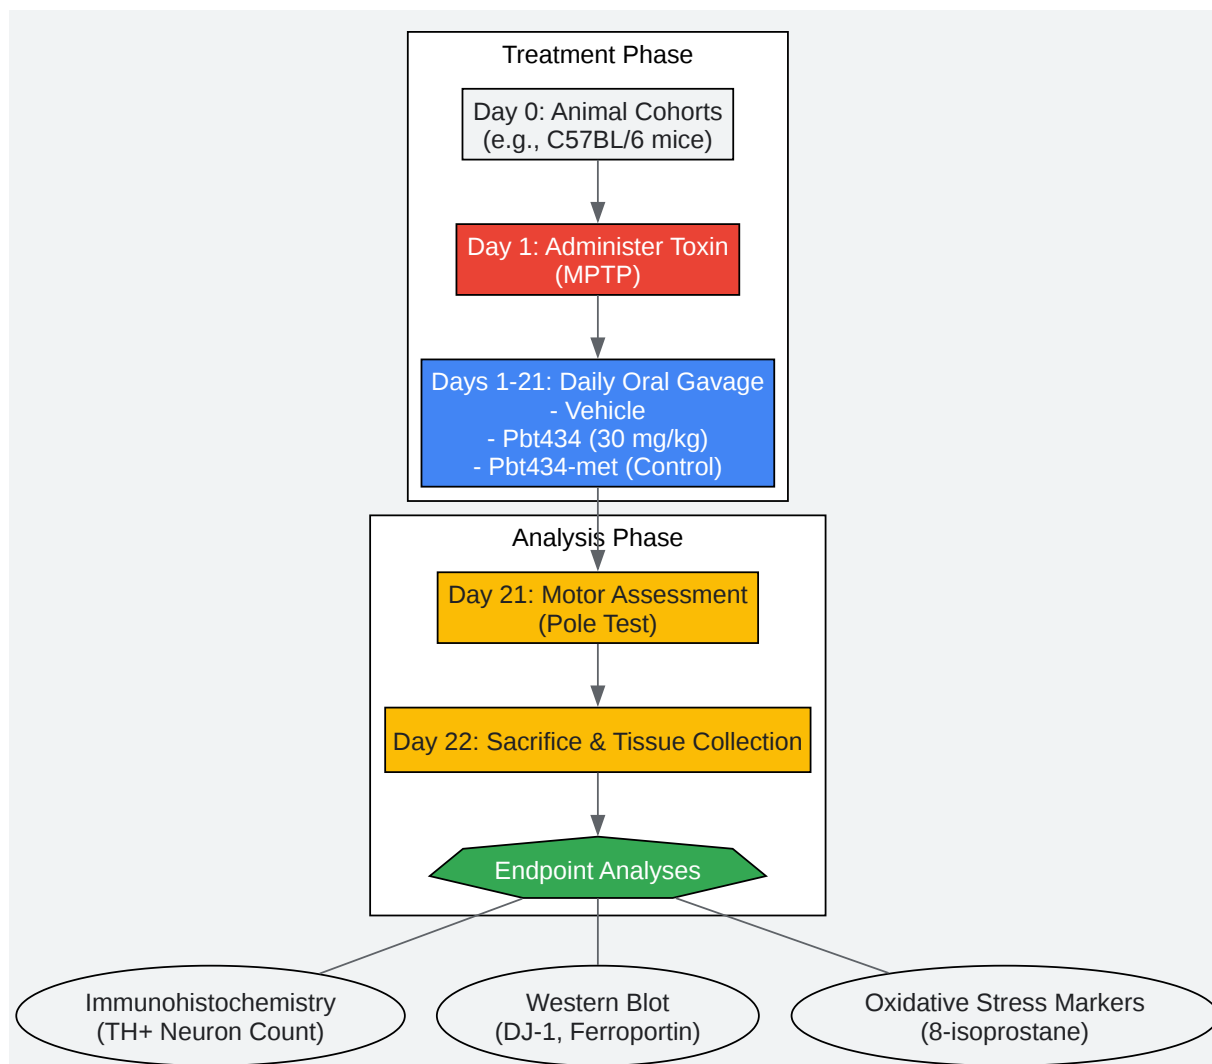 Treatment Phase
Day 0: Animal Cohorts
(e.g., C57BL/6 mice)
Day 1: Administer Toxin
(MPTP)
Days 1-21: Daily Oral Gavage
- Vehicle
- Pbt434 (30 mg/kg)
- Pbt434-met (Control)
Analysis Phase
Day 21: Motor Assessment
(Pole Test)
Day 22: Sacrifice & Tissue Collection
Endpoint Analyses
Immunohistochemistry
(TH+ Neuron Count)
Western Blot
(DJ-1, Ferroportin)
Oxidative Stress Markers
(8-isoprostane)